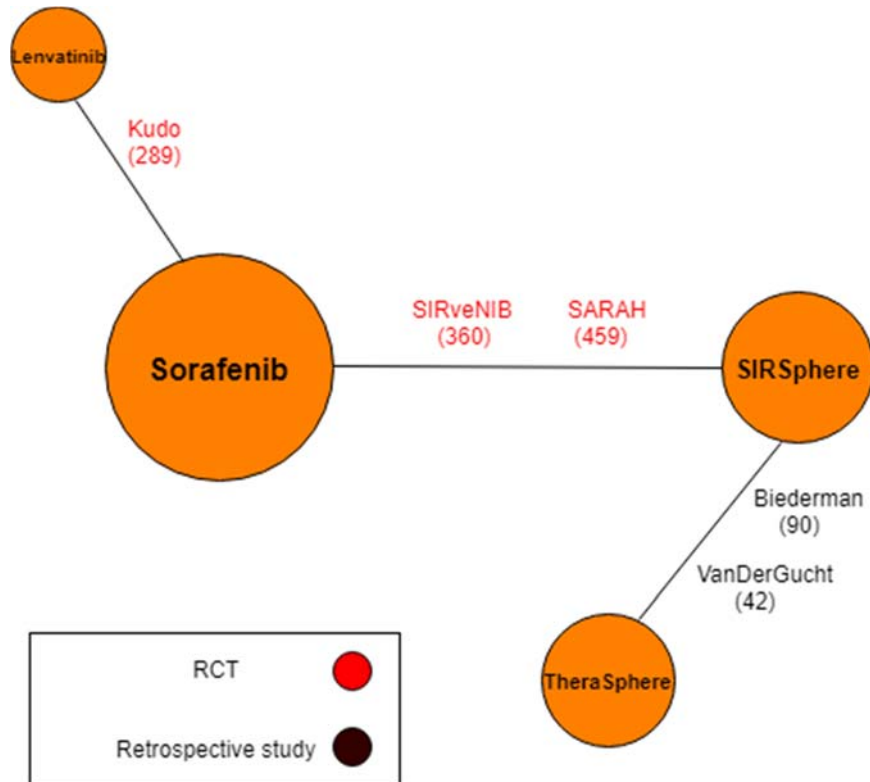 Lenvatinib
Kudo
(289)
SIRveNIB
(360)
SARAH
(459)
Sorafenib
SIRSphere
Biederman
(90)
VanDerGucht
(42)
TheraSphere
RCT
Retrospective study